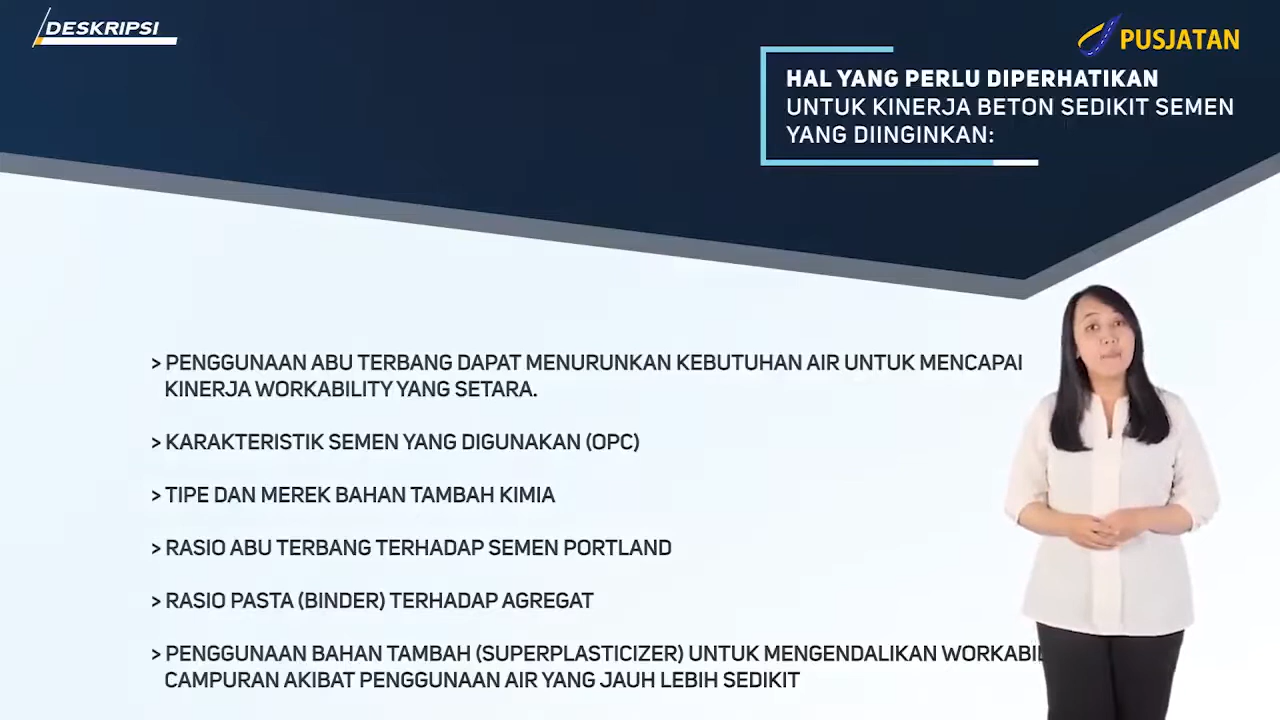 DESKRIPSI
PUSJATAN
HAL YANG PERLU DIPERHATIKAN
UNTUK KINERJA BETON SEDIKIT SEMEN
YANG DIINGINKAN:
> PENGGUNAAN ABU TERBANG DAPAT MENURUNKAN KEBUTUHAN AIR UNTUK MENCAPAI
KINERJA WORKABILITY YANG SETARA.
> KARAKTERISTIK SEMEN YANG DIGUNAKAN (OPC)
> TIPE DAN MEREK BAHAN TAMBAH KIMIA
> RASIO ABU TERBANG TERHADAP SEMEN PORTLAND
> RASIO PASTA (BINDER) TERHADAP AGREGAT
> PENGGUNAAN BAHAN TAMBAH (SUPERPLASTICIZER) UNTUK MENGENDALIKAN
CAMPURAN AKIBAT PENGGUNAAN AIR YANG JAUH LEBIH SEDIKIT